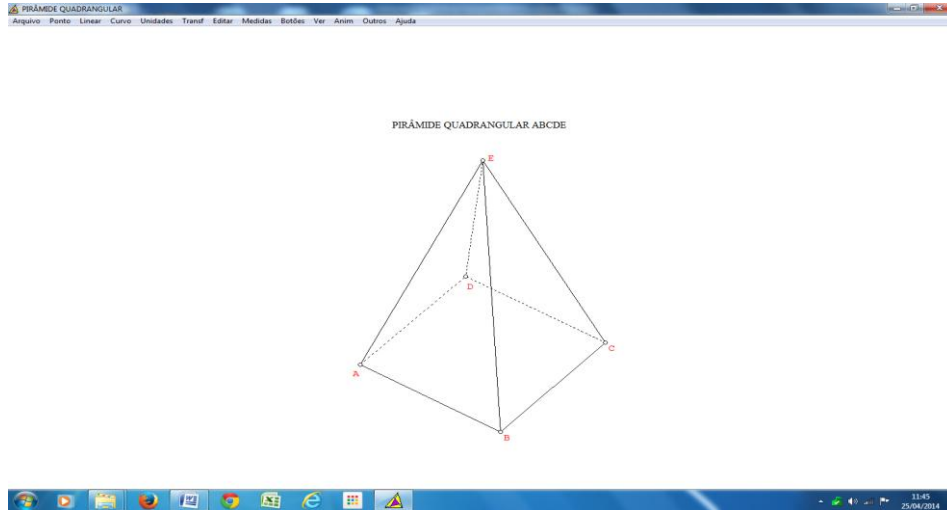 PIRÂMIDE QUADRANGULAR
Arquivo Ponto Linear Curvo Unidades Transf Editar Medidas Botões Ver Anim Outros Ajuda
PIRÂMIDE QUADRANGULAR ABCDE
E
D
C
A
B
11:45
25/04/2014